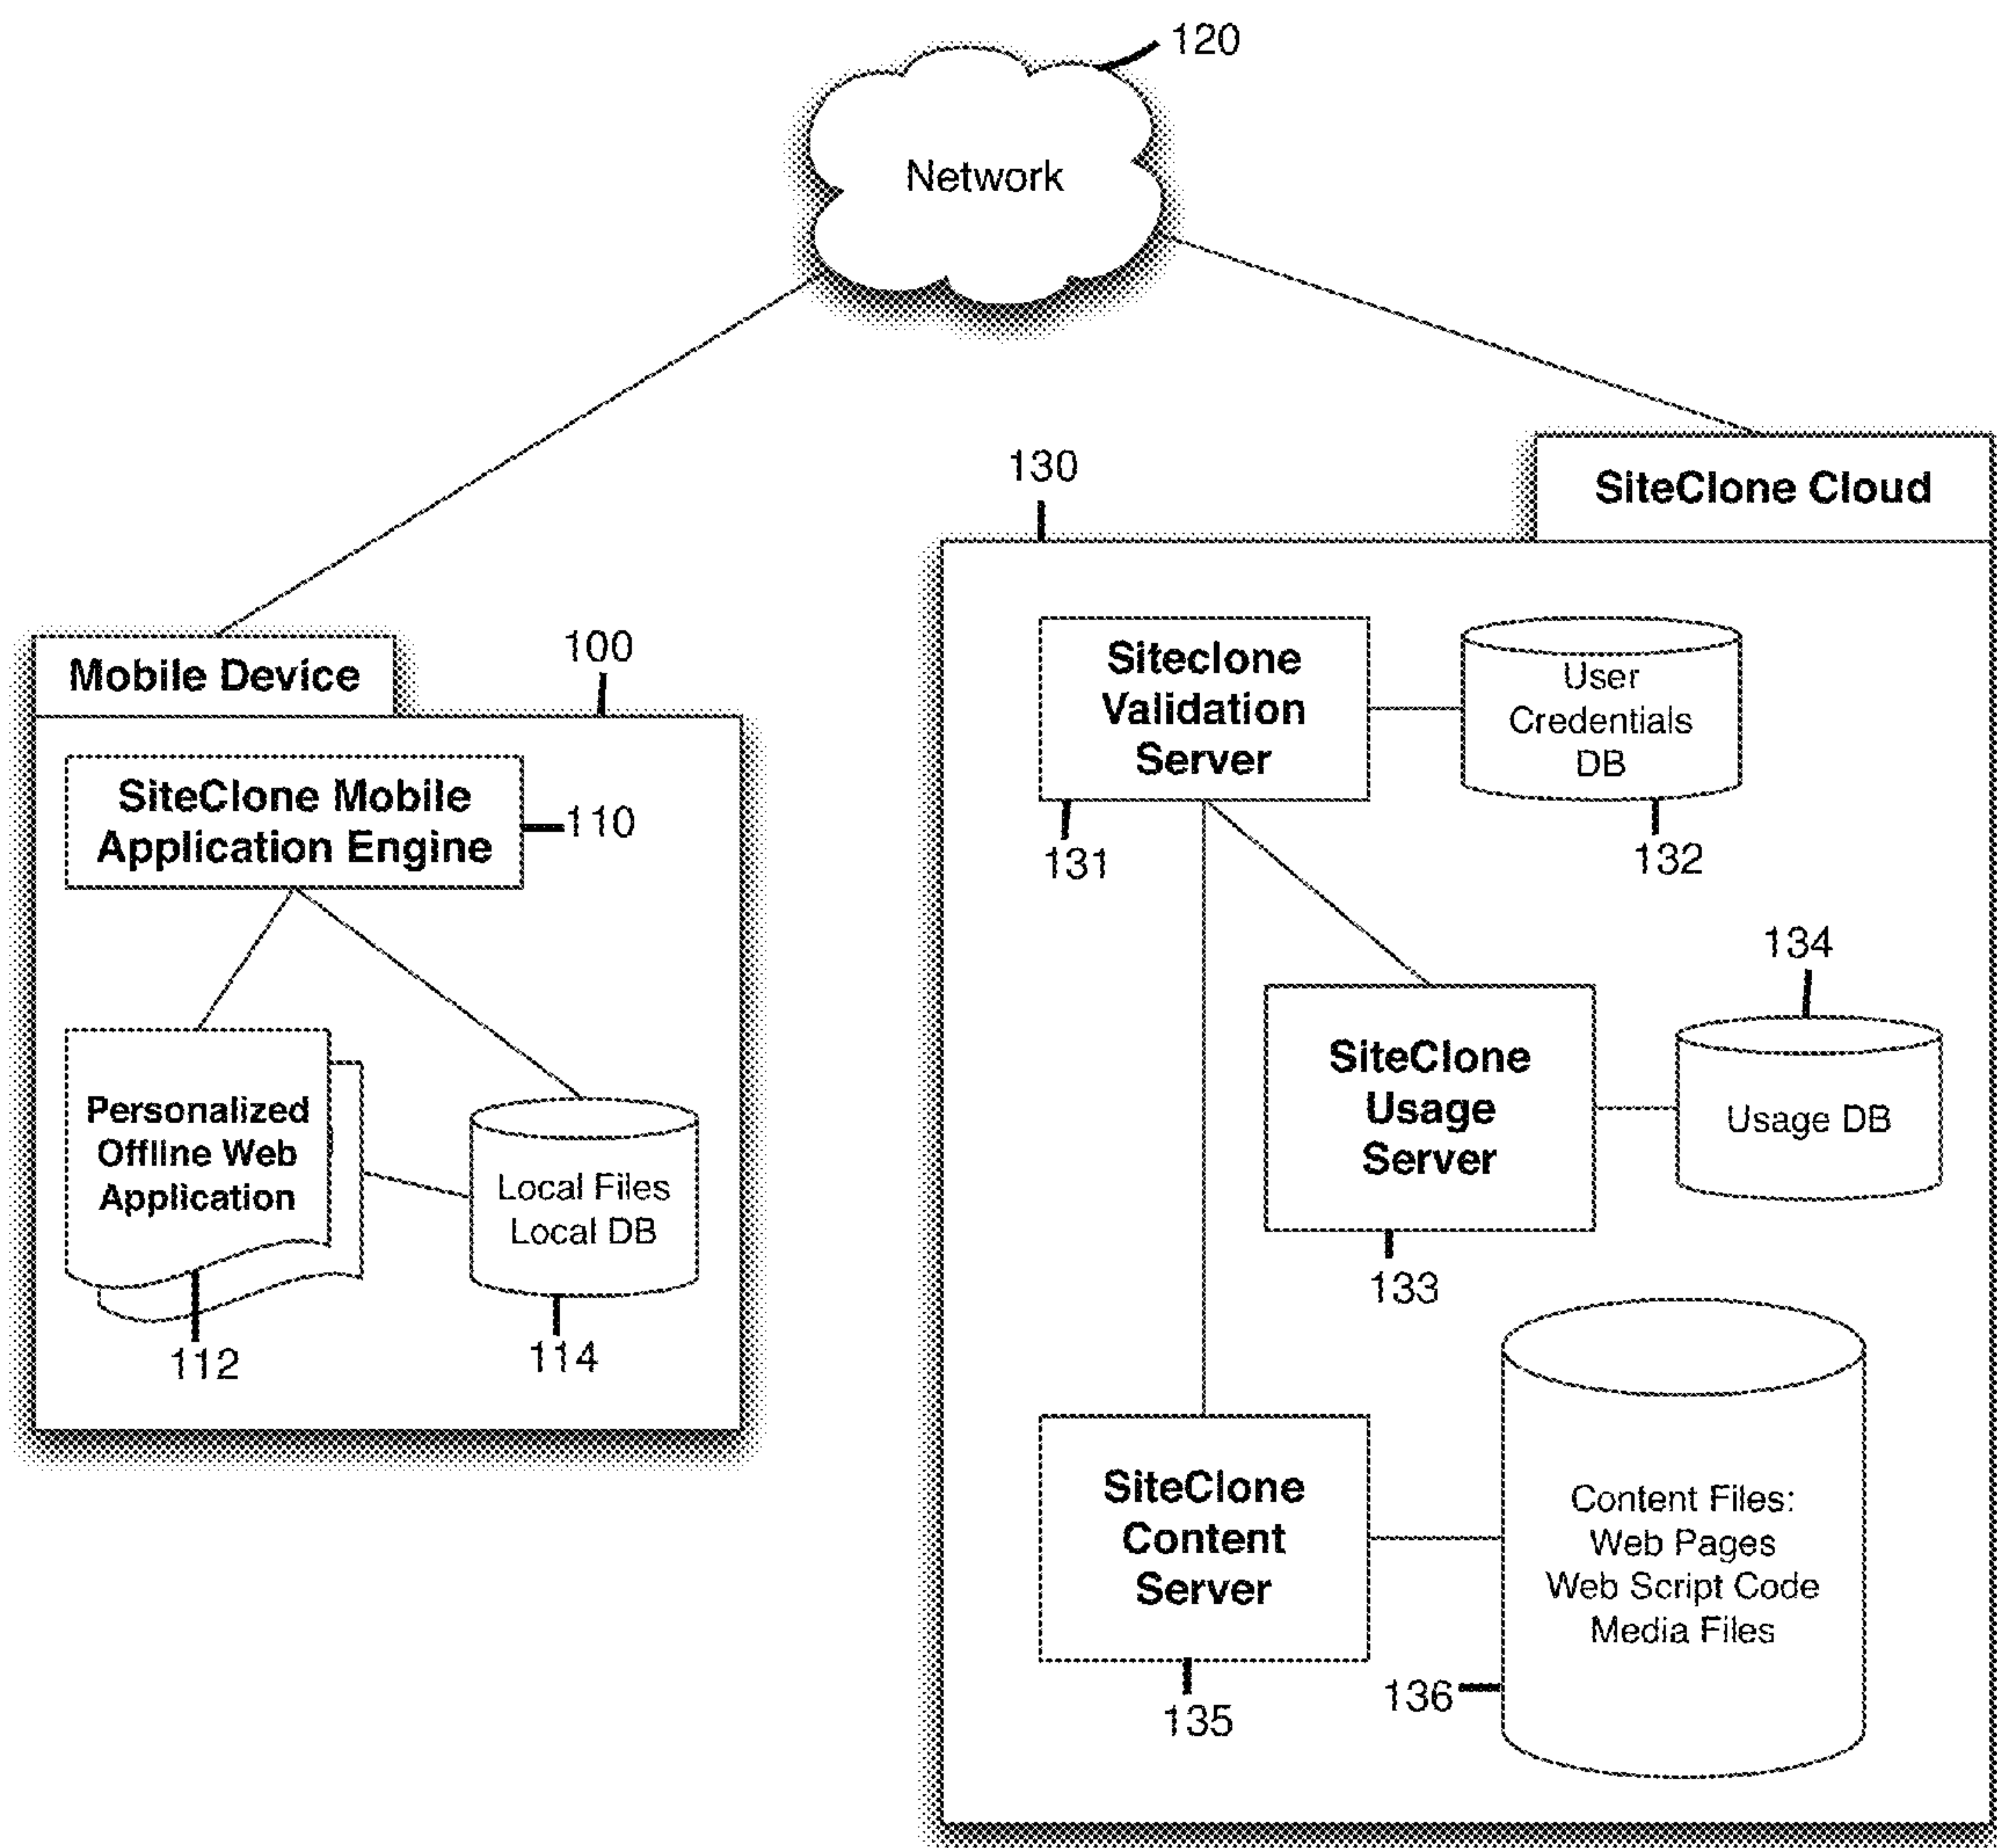 120
Network
130
SiteClone Cloud
Mobile Device
100
SiteClone Mobile
Application Engine
110
Personalized
Offline Web
Application
112
Local Files
Local DB
114
Siteclone
Validation
Server
131
User
Credentials
DB
132
SiteClone
Usage
Server
133
134
Usage DB
SiteClone
Content
Server
135
Content Files:
Web Pages
Web Script Code
Media Files
136